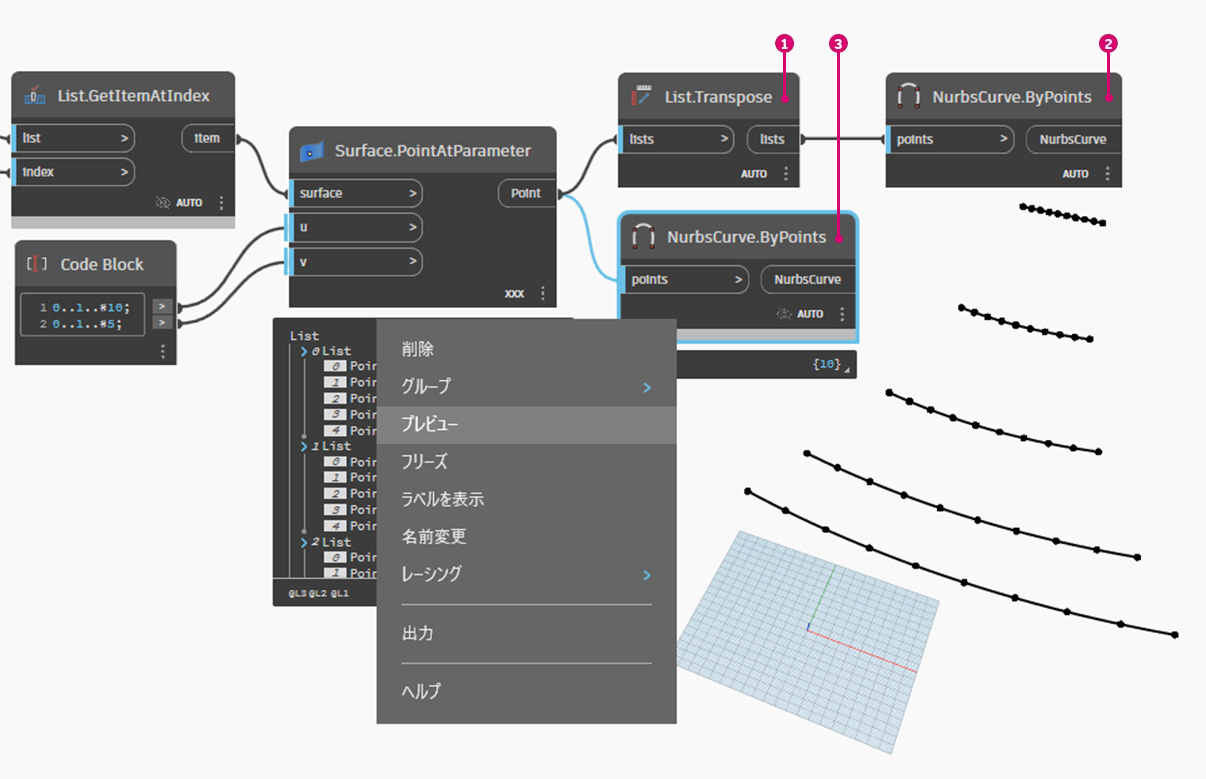 1
3
2
List.GetItemAtIndex
list >
Item
index >
AUTO
Code Block
1 0..1..#10; >
2 0..1..#5; >
Surface.PointAtParameter
surface >
Point
u >
v >
XXX
List.Transpose
lists >
lists
AUTO
NurbsCurve.ByPoints
points >
NurbsCurve
AUTO
NurbsCurve.ByPoints
points >
NurbsCurve
AUTO
{10}
List
0 List
0 Poin
1 Poin
2 Poin
3 Poin
4 Poin
1 List
0 Poin
1 Poin
2 Poin
3 Poin
4 Poin
2 List
0 Poin
1 Poin
@L3 @L2 @L1
削除
グループ >
プレビュー
フリーズ
ラベルを表示
名前変更
レーシング >
出力
ヘルプ